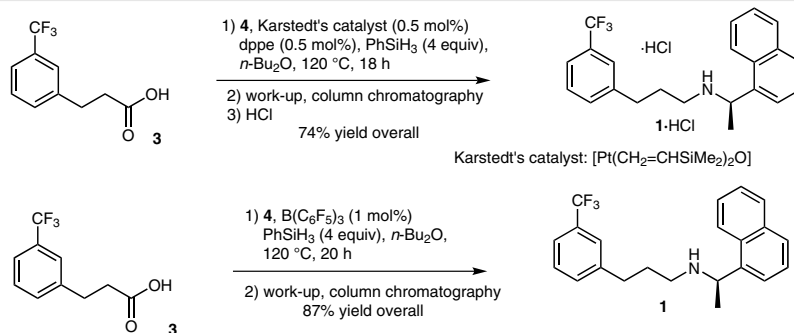 CF₃
OH
O
3
1) 4, Karstedt's catalyst (0.5 mol%)
dppe (0.5 mol%), PhSiH₃ (4 equiv),
n-Bu₂O, 120 °C, 18 h
2) work-up, column chromatography
3) HCl
74% yield overall
CF₃
·HCl
H
N
1·HCl
Karstedt's catalyst: [Pt(CH₂=CHSiMe₂)₂O]
CF₃
OH
O
3
1) 4, B(C₆F₅)₃ (1 mol%)
PhSiH₃ (4 equiv), n-Bu₂O,
120 °C, 20 h
2) work-up, column chromatography
87% yield overall
CF₃
H
N
1